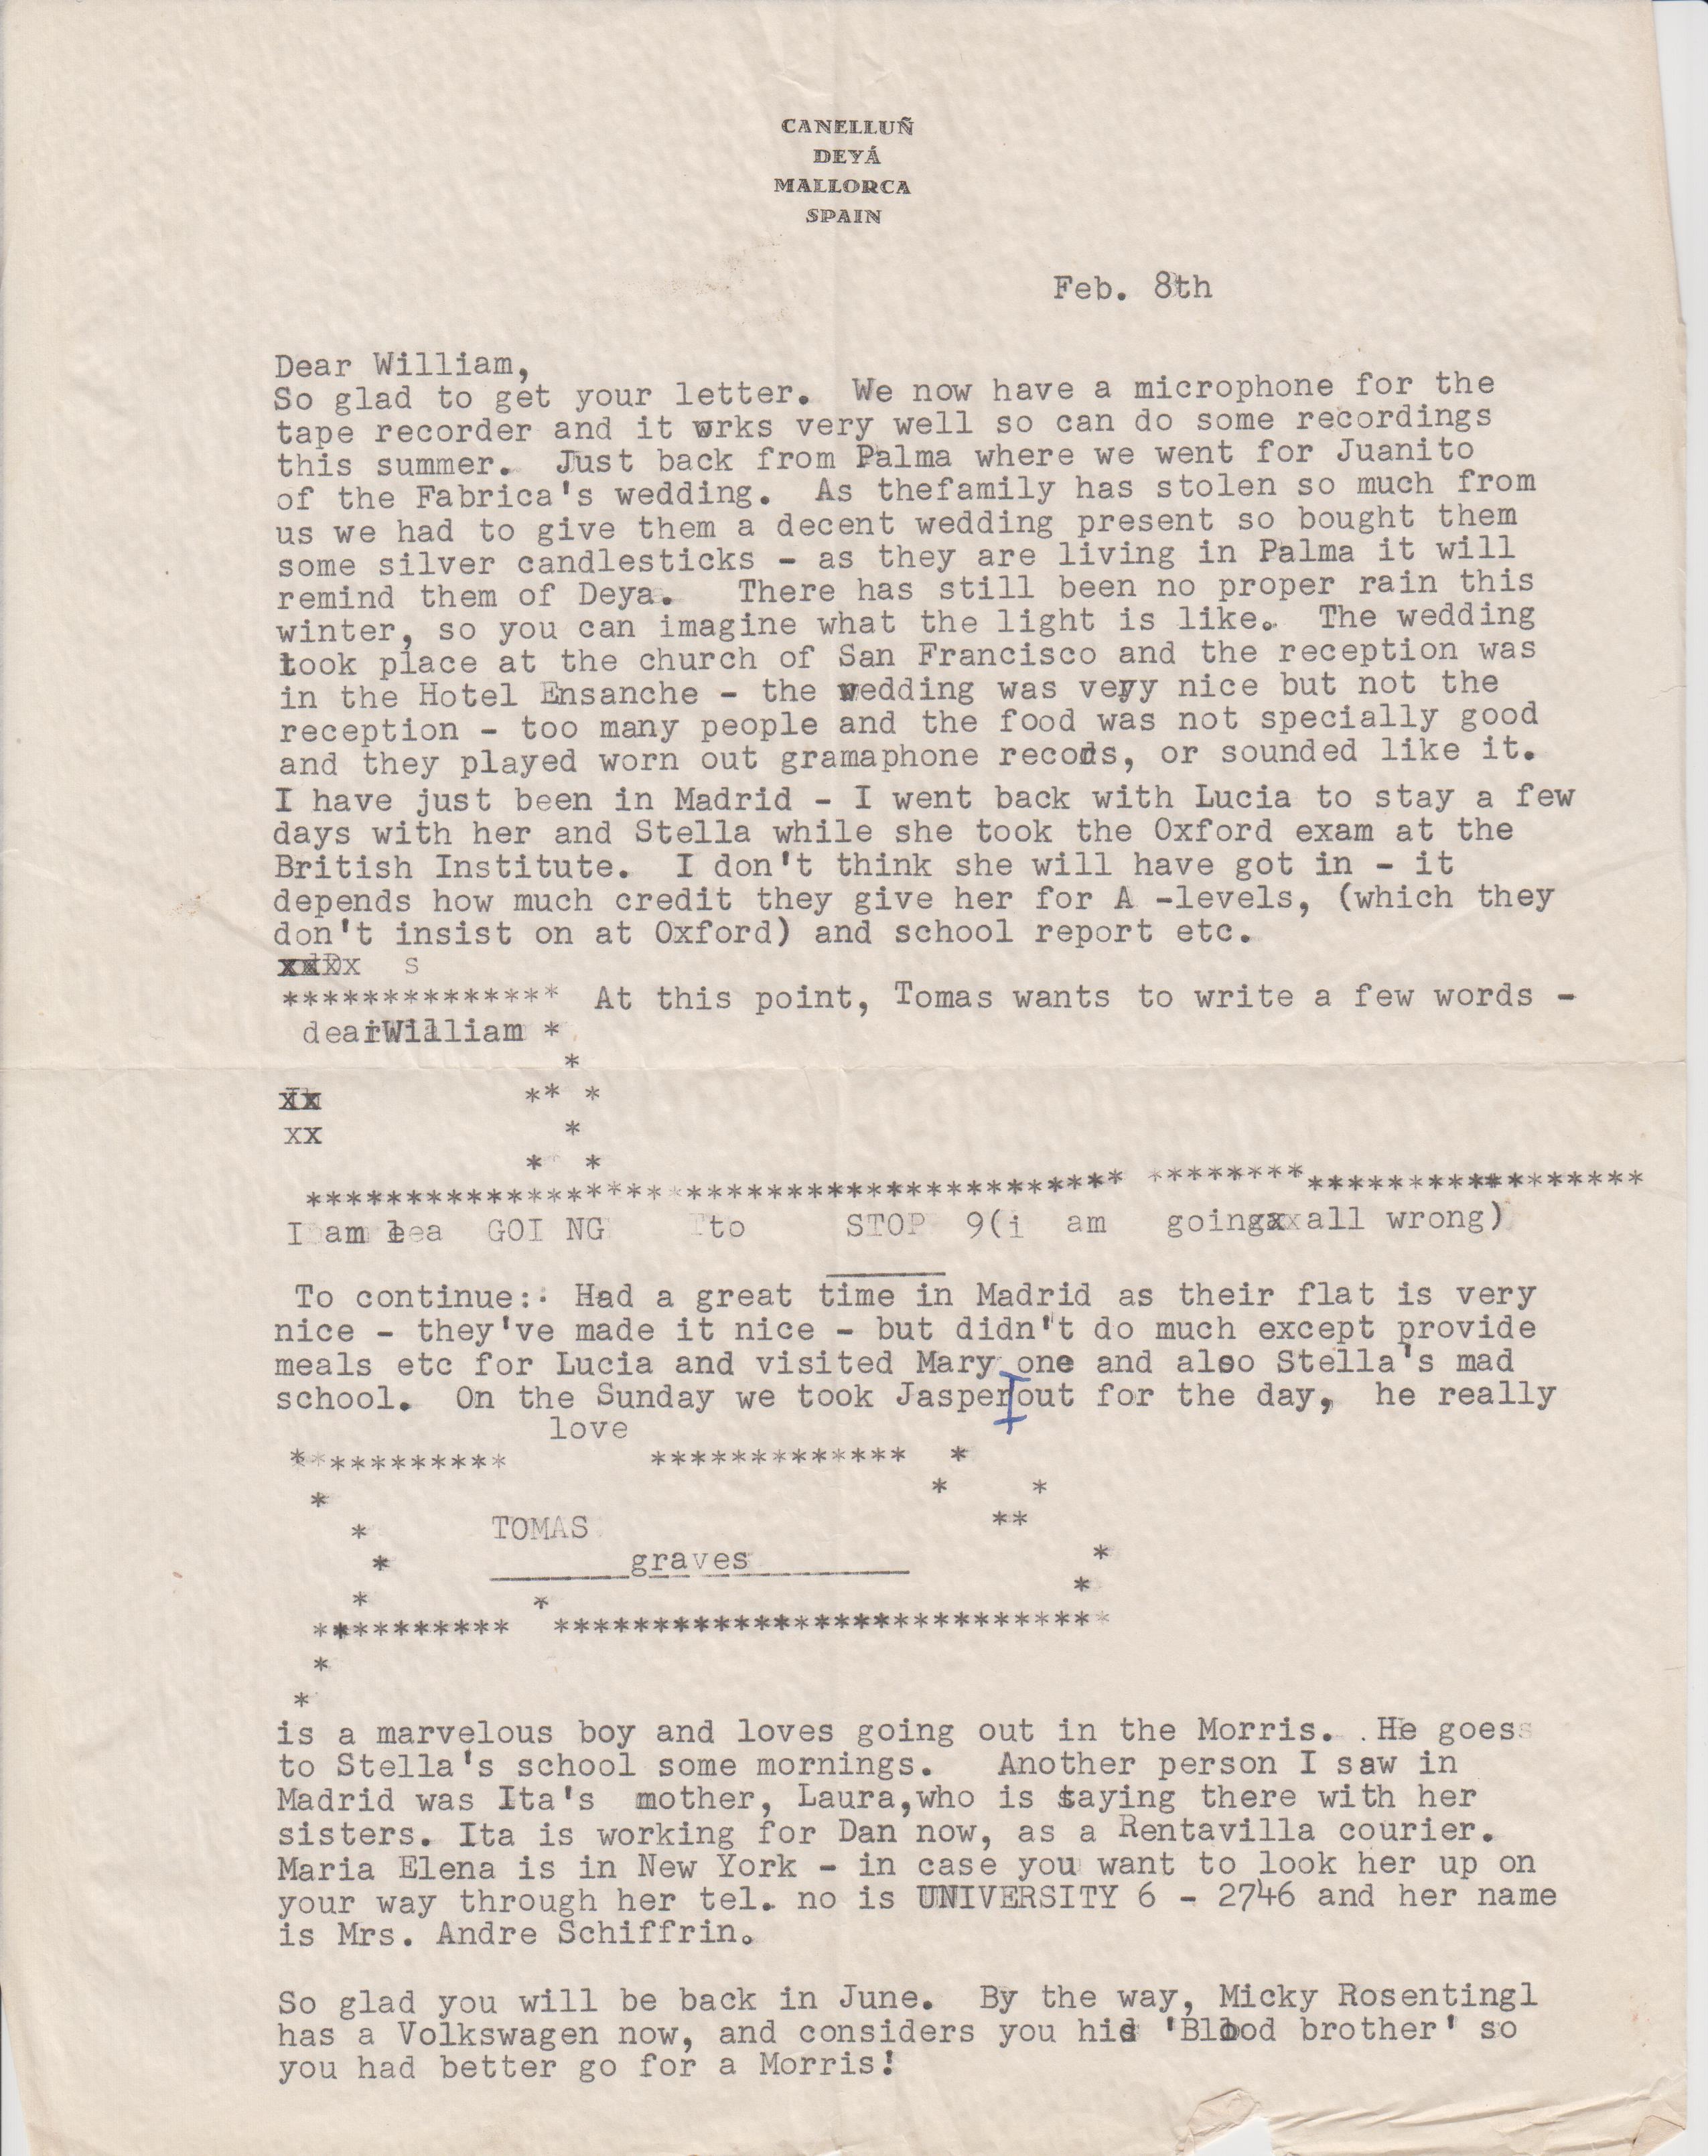 CANELLUÑ
DEYÁ
MALLORCA
SPAIN
Feb. 8th
Dear William,
So glad to get your letter.  We now have a microphone for the
tape recorder and it wrks very well so can do some recordings
this summer.  Just back from Palma where we went for Juanito
of the Fabrica's wedding.  As thefamily has stolen so much from
us we had to give them a decent wedding present so bought them
some silver candlesticks - as they are living in Palma it will
remind them of Deya.   There has still been no proper rain this
winter, so you can imagine what the light is like.  The wedding
took place at the church of San Francisco and the reception was
in the Hotel Ensanche - the wedding was veyy nice but not the
reception - too many people and the food was not specially good
and they played worn out gramaphone recods, or sounded like it.
I have just been in Madrid - I went back with Lucia to stay a few
days with her and Stella while she took the Oxford exam at the
British Institute.  I don't think she will have got in - it
depends how much credit they give her for A -levels, (which they
don't insist on at Oxford) and school report etc.
s
************** At this point, Tomas wants to write a few words -
dearWilliam *
*
xx ** *
xx *
* *
***************************************** ******** *****************
I am GOI NG to STOP 9(i am going all wrong)
To continue:: Had a great time in Madrid as their flat is very
nice - they've made it nice - but didn't do much except provide
meals etc for Lucia and visited Mary one and also Stella's mad
school.  On the Sunday we took Jasper out for the day,  he really
love
*********** ************* *
* * *
* TOMAS **
* graves *
* * *
********** ****************************
*
*
is a marvelous boy and loves going out in the Morris.  He goes
to Stella's school some mornings.   Another person I saw in
Madrid was Ita's  mother, Laura,who is taying there with her
sisters. Ita is working for Dan now, as a Rentavilla courier.
Maria Elena is in New York - in case you want to look her up on
your way through her tel. no is UNIVERSITY 6 - 2746 and her name
is Mrs. Andre Schiffrin.
So glad you will be back in June.  By the way, Micky Rosentingl
has a Volkswagen now, and considers you his 'Blood brother' so
you had better go for a Morris!